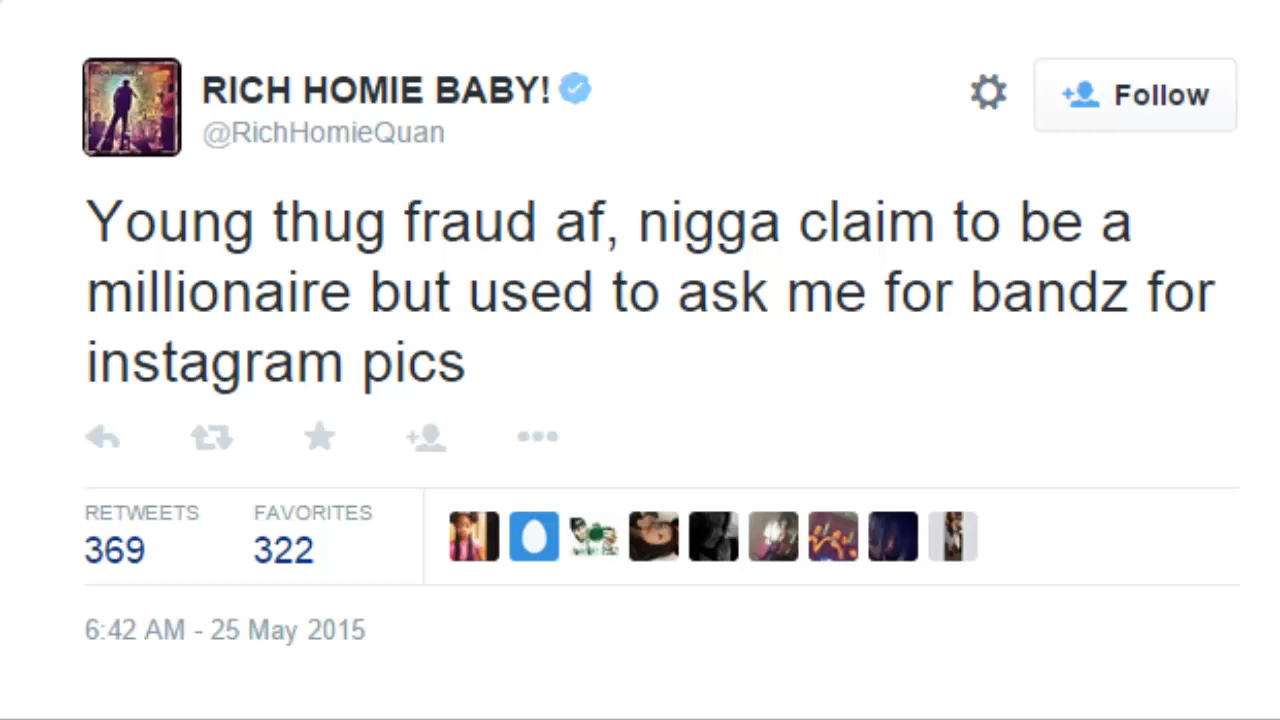 RICH HOMIE BABY!
@RichHomieQuan
Follow
Young thug fraud af, nigga claim to be a
millionaire but used to ask me for bandz for
instagram pics
RETWEETS FAVORITES
369 322
6:42 AM - 25 May 2015